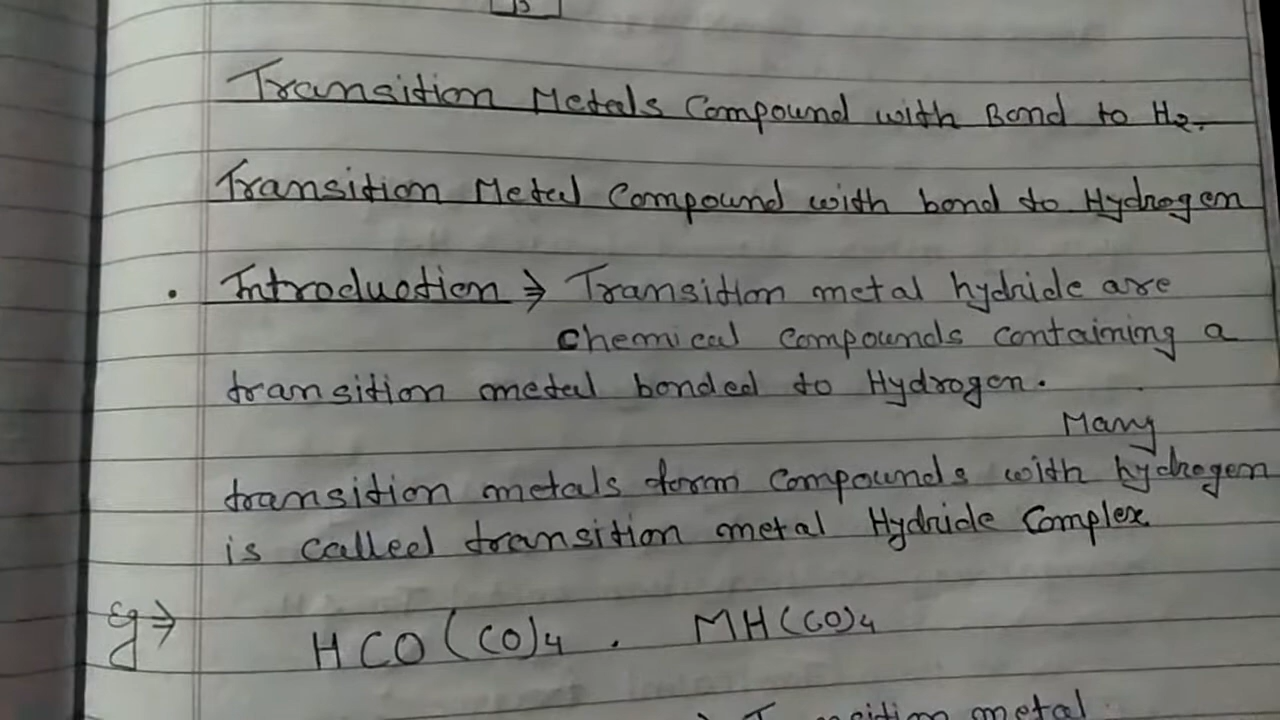 13
Transition Metals Compound with Bond to H2.
Transition Metal Compound with bond to Hydrogen
. Introduction ⇒ Transition metal hydride are
chemical compounds containing a
transition metal bonded to Hydrogen.
Many
transition metals form compounds with hydrogen
is called transition metal Hydride Complex
Eg ⇒ HCO(CO)4 . MH(CO)4
metal